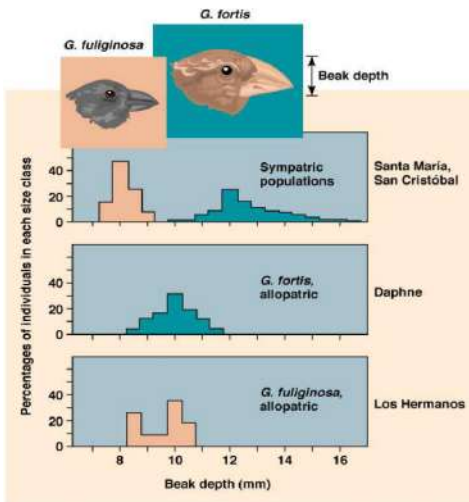 G. fortis
G. fuliginosa
Beak depth
Percentages of individuals in each size class
40
20
0
Sympatric
populations
Santa María,
San Cristóbal
40
20
0
G. fortis,
allopatric
Daphne
40
20
0
G. fuliginosa,
allopatric
Los Hermanos
8
10
12
14
16
Beak depth (mm)